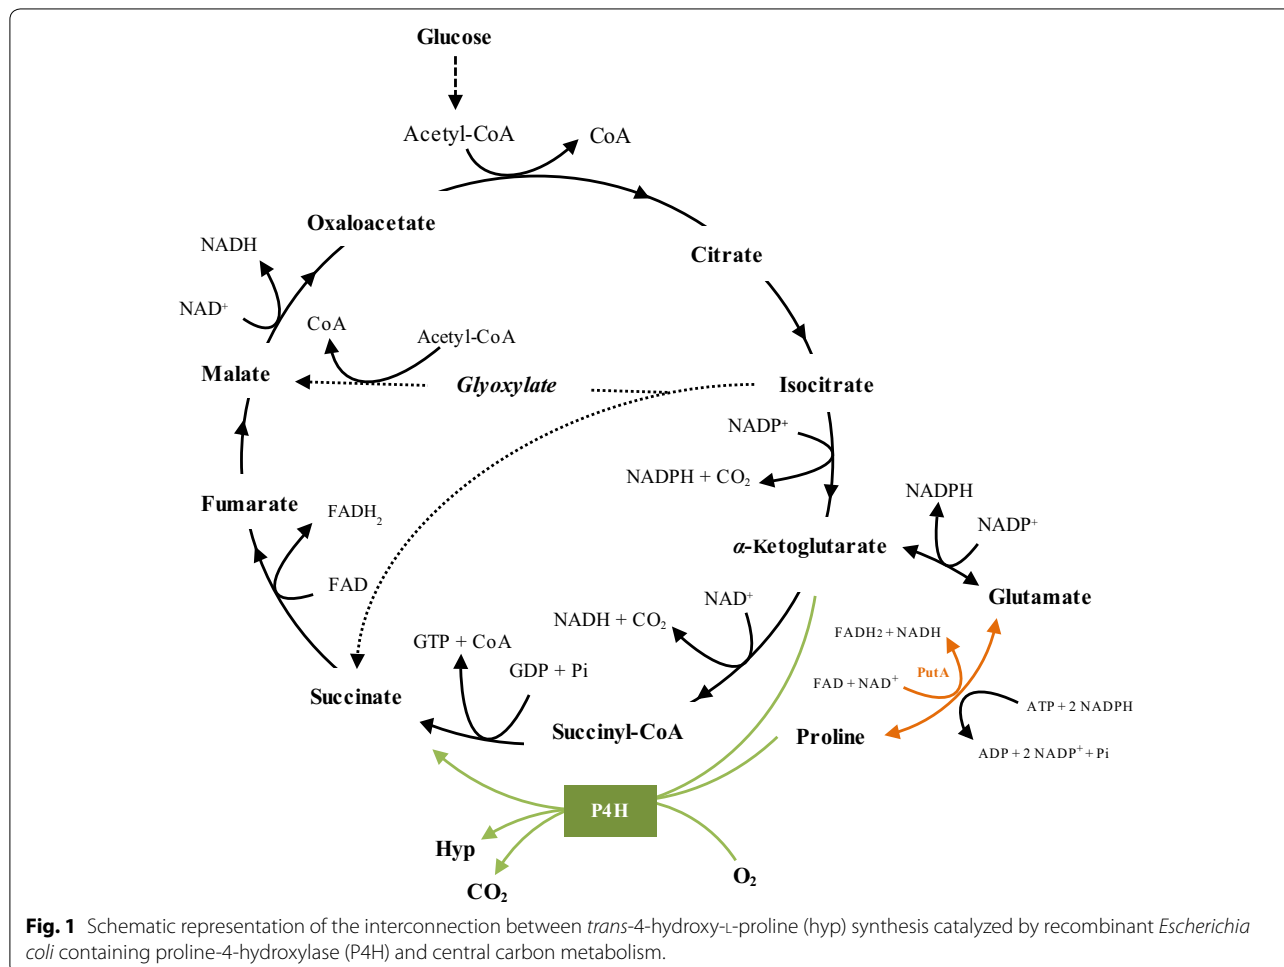 Glucose
Acetyl-CoA
CoA
Oxaloacetate
Citrate
NADH
NAD⁺
CoA
Acetyl-CoA
Malate
Glyoxylate
Isocitrate
NADP⁺
NADPH + CO₂
Fumarate
FADH₂
FAD
NADPH
NADP⁺
α-Ketoglutarate
Glutamate
NAD⁺
NADH + CO₂
GTP + CoA
GDP + Pi
FADH2 + NADH
PutA
FAD + NAD⁺
ATP + 2 NADPH
ADP + 2 NADP⁺ + Pi
Succinate
Succinyl-CoA
Proline
P4H
Hyp
CO₂
O₂
Fig. 1 Schematic representation of the interconnection between trans-4-hydroxy-L-proline (hyp) synthesis catalyzed by recombinant Escherichia
coli containing proline-4-hydroxylase (P4H) and central carbon metabolism.